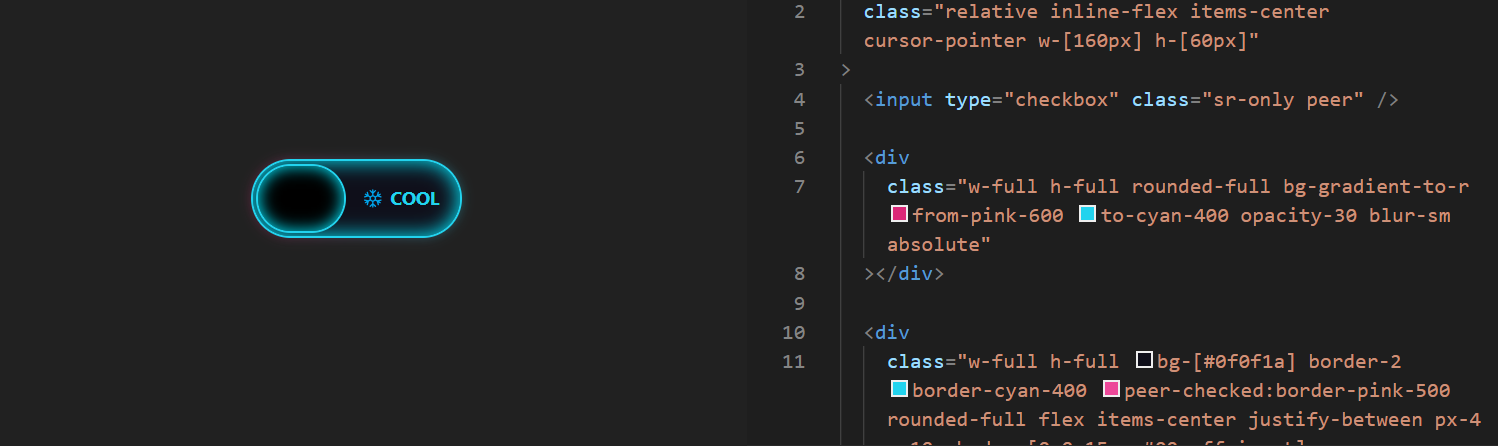 ❄ COOL
2 class="relative inline-flex items-center
cursor-pointer w-[160px] h-[60px]"
3 >
4 <input type="checkbox" class="sr-only peer" />
5
6 <div
7 class="w-full h-full rounded-full bg-gradient-to-r
from-pink-600 to-cyan-400 opacity-30 blur-sm
absolute"
8 ></div>
9
10 <div
11 class="w-full h-full bg-[#0f0f1a] border-2
border-cyan-400 peer-checked:border-pink-500
rounded-full flex items-center justify-between px-4